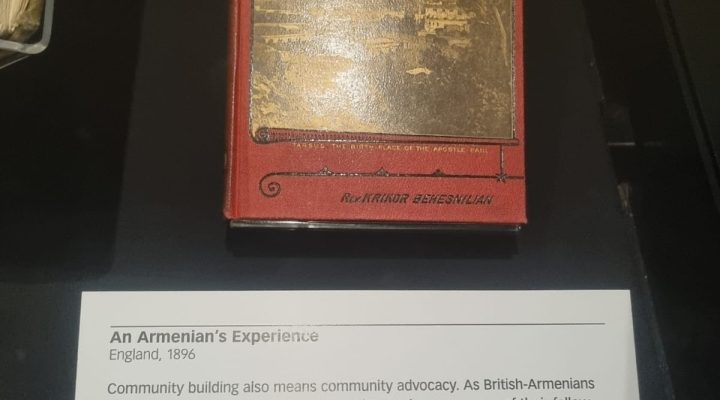 TARSUS THE BIRTH-PLACE OF THE APOSTLE PAUL
REV. KRIKOR BEHESNILIAN
An Armenian's Experience
England, 1896
Community building also means community advocacy. As British-Armenians